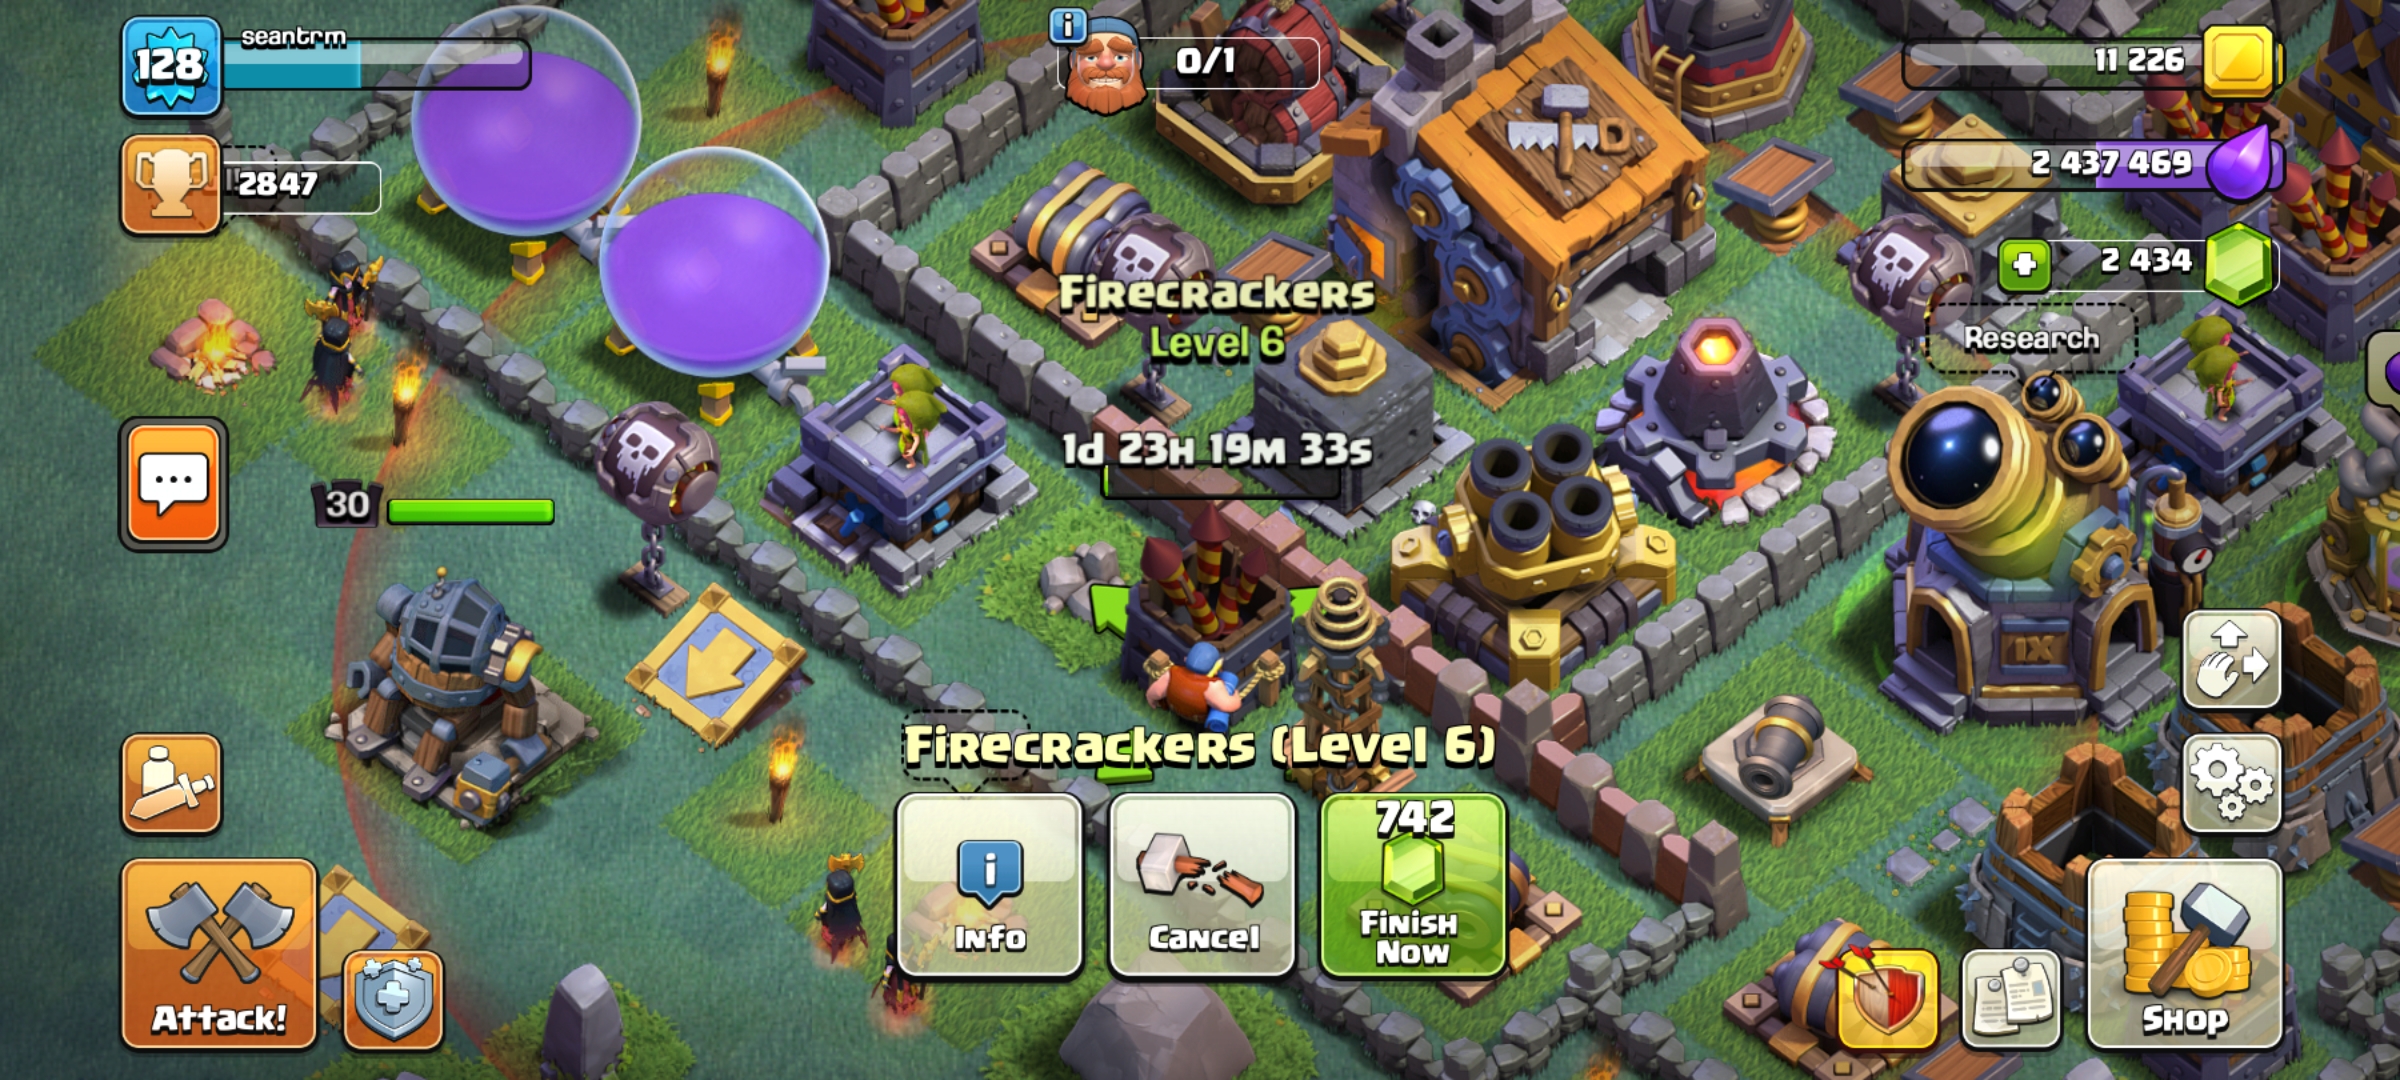 128
seantrm
0/1
11 226
2847
2 437 469
2 434
Research
Firecrackers
Level 6
1d 23H 19M 33s
30
IX
Firecrackers (Level 6)
Info
Cancel
742
Finish
Now
Attack!
Shop